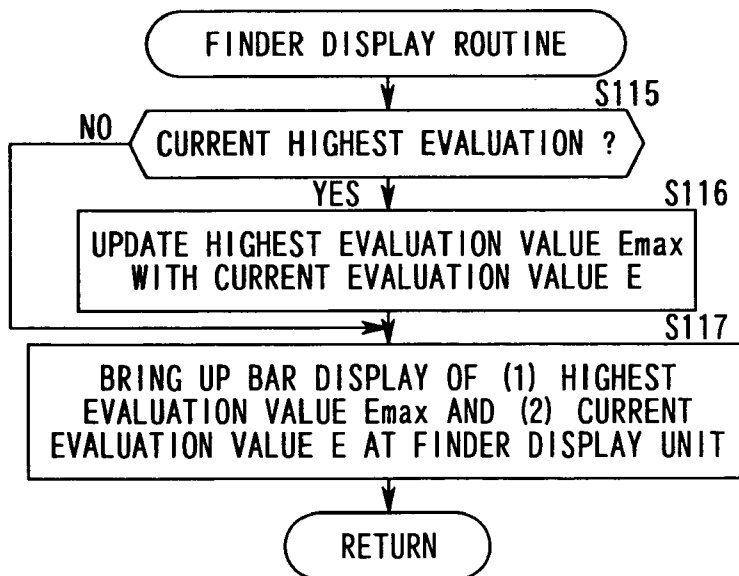 FINDER DISPLAY ROUTINE
S115
NO
CURRENT HIGHEST EVALUATION ?
YES
S116
UPDATE HIGHEST EVALUATION VALUE Emax
WITH CURRENT EVALUATION VALUE E
S117
BRING UP BAR DISPLAY OF (1) HIGHEST
EVALUATION VALUE Emax AND (2) CURRENT
EVALUATION VALUE E AT FINDER DISPLAY UNIT
RETURN